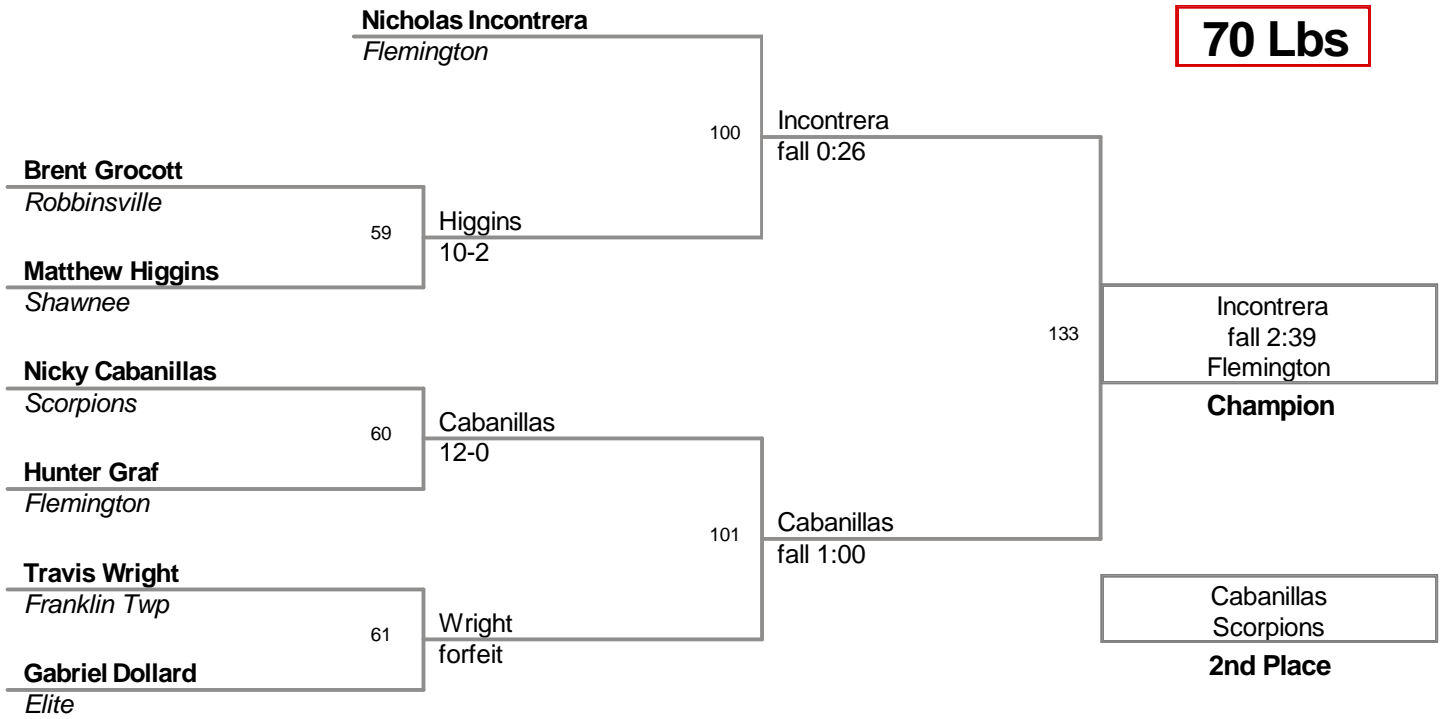 Nicholas Incontrera
Flemington
70 Lbs
100
Incontrera
fall 0:26
Brent Grocott
Robbinsville
59
Higgins
10-2
Matthew Higgins
Shawnee
133
Incontrera
fall 2:39
Flemington
Champion
Nicky Cabanillas
Scorpions
60
Cabanillas
12-0
Hunter Graf
Flemington
101
Cabanillas
fall 1:00
Travis Wright
Franklin Twp
61
Wright
forfeit
Gabriel Dollard
Elite
Cabanillas
Scorpions
2nd Place